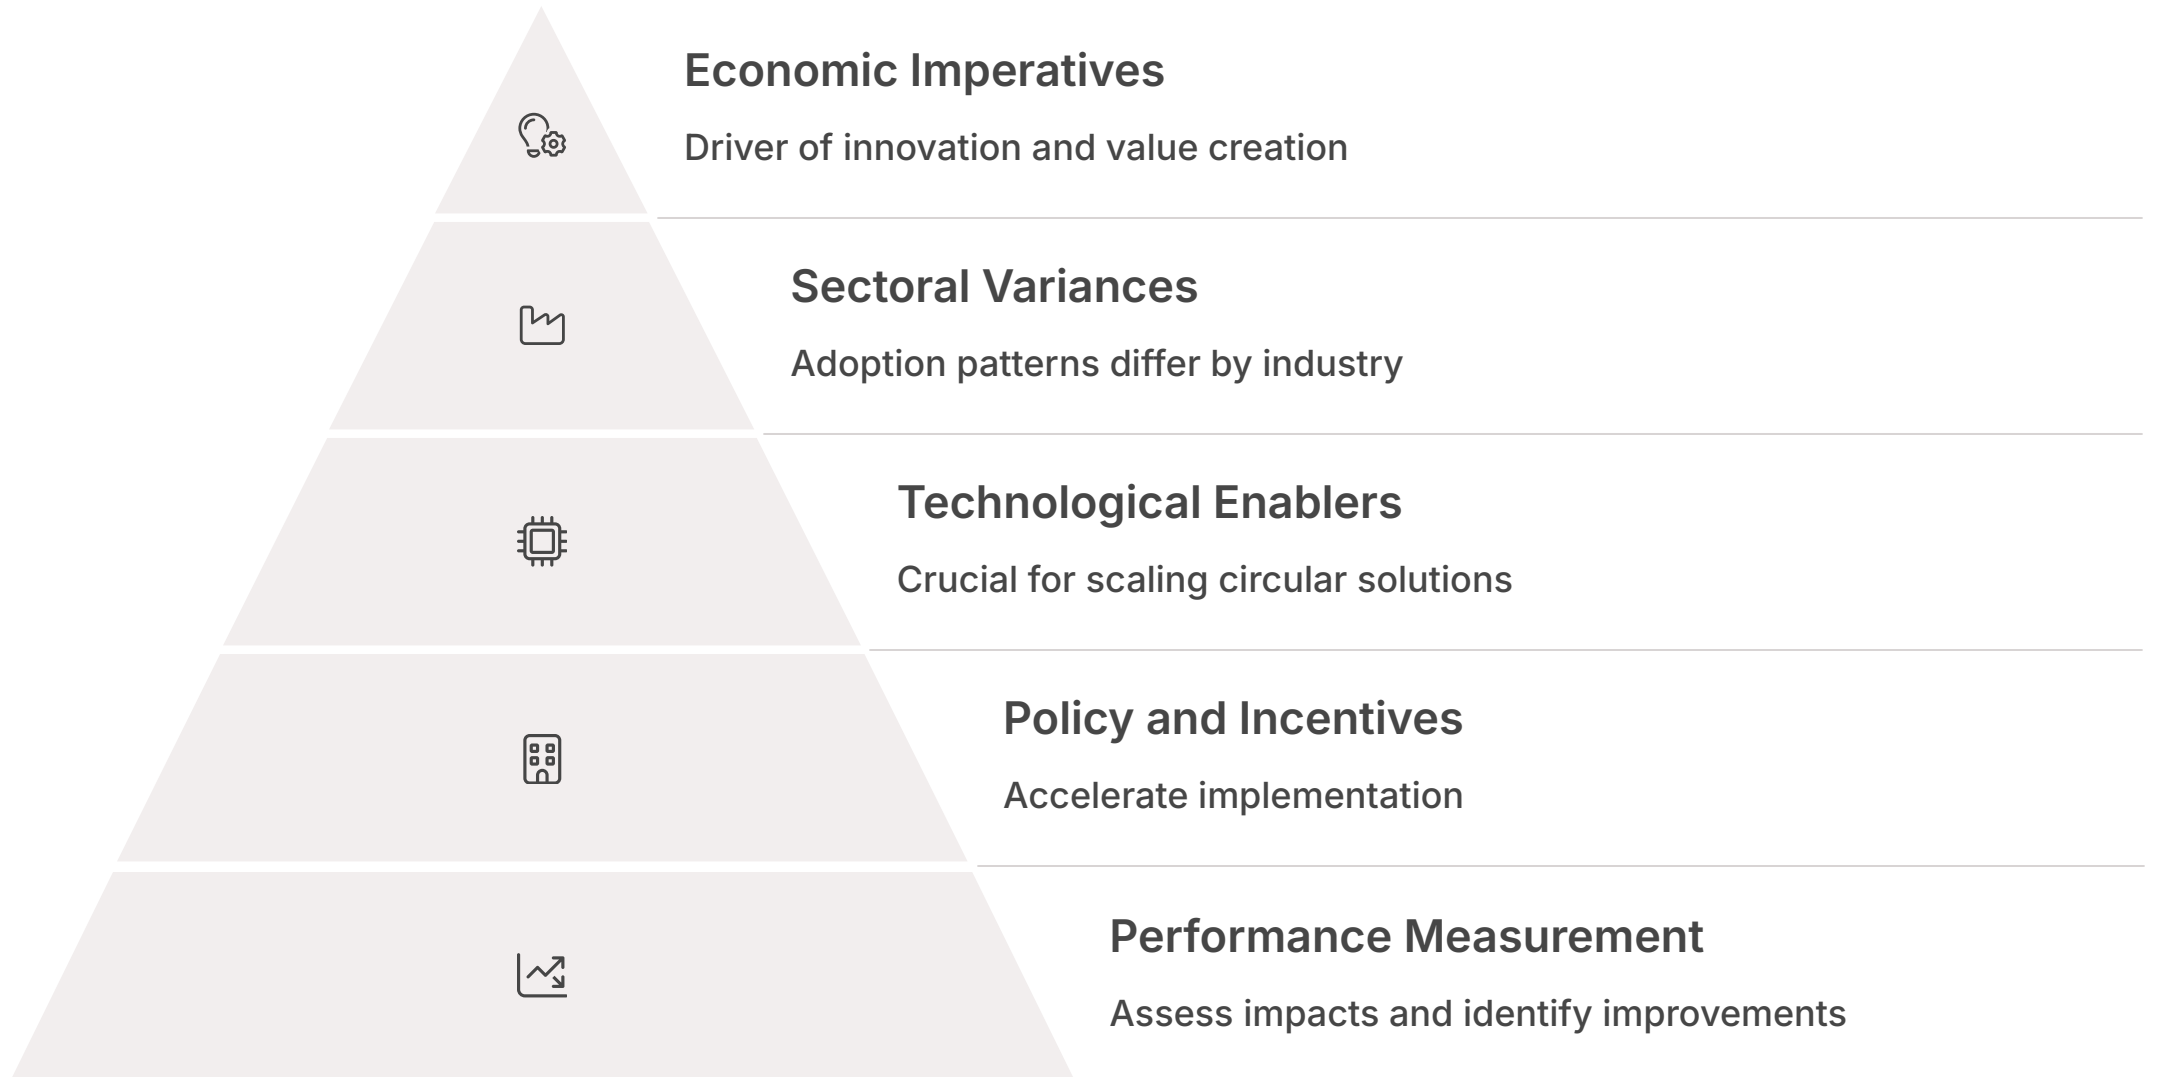 Economic Imperatives
Driver of innovation and value creation
Sectoral Variances
Adoption patterns differ by industry
Technological Enablers
Crucial for scaling circular solutions
Policy and Incentives
Accelerate implementation
Performance Measurement
Assess impacts and identify improvements